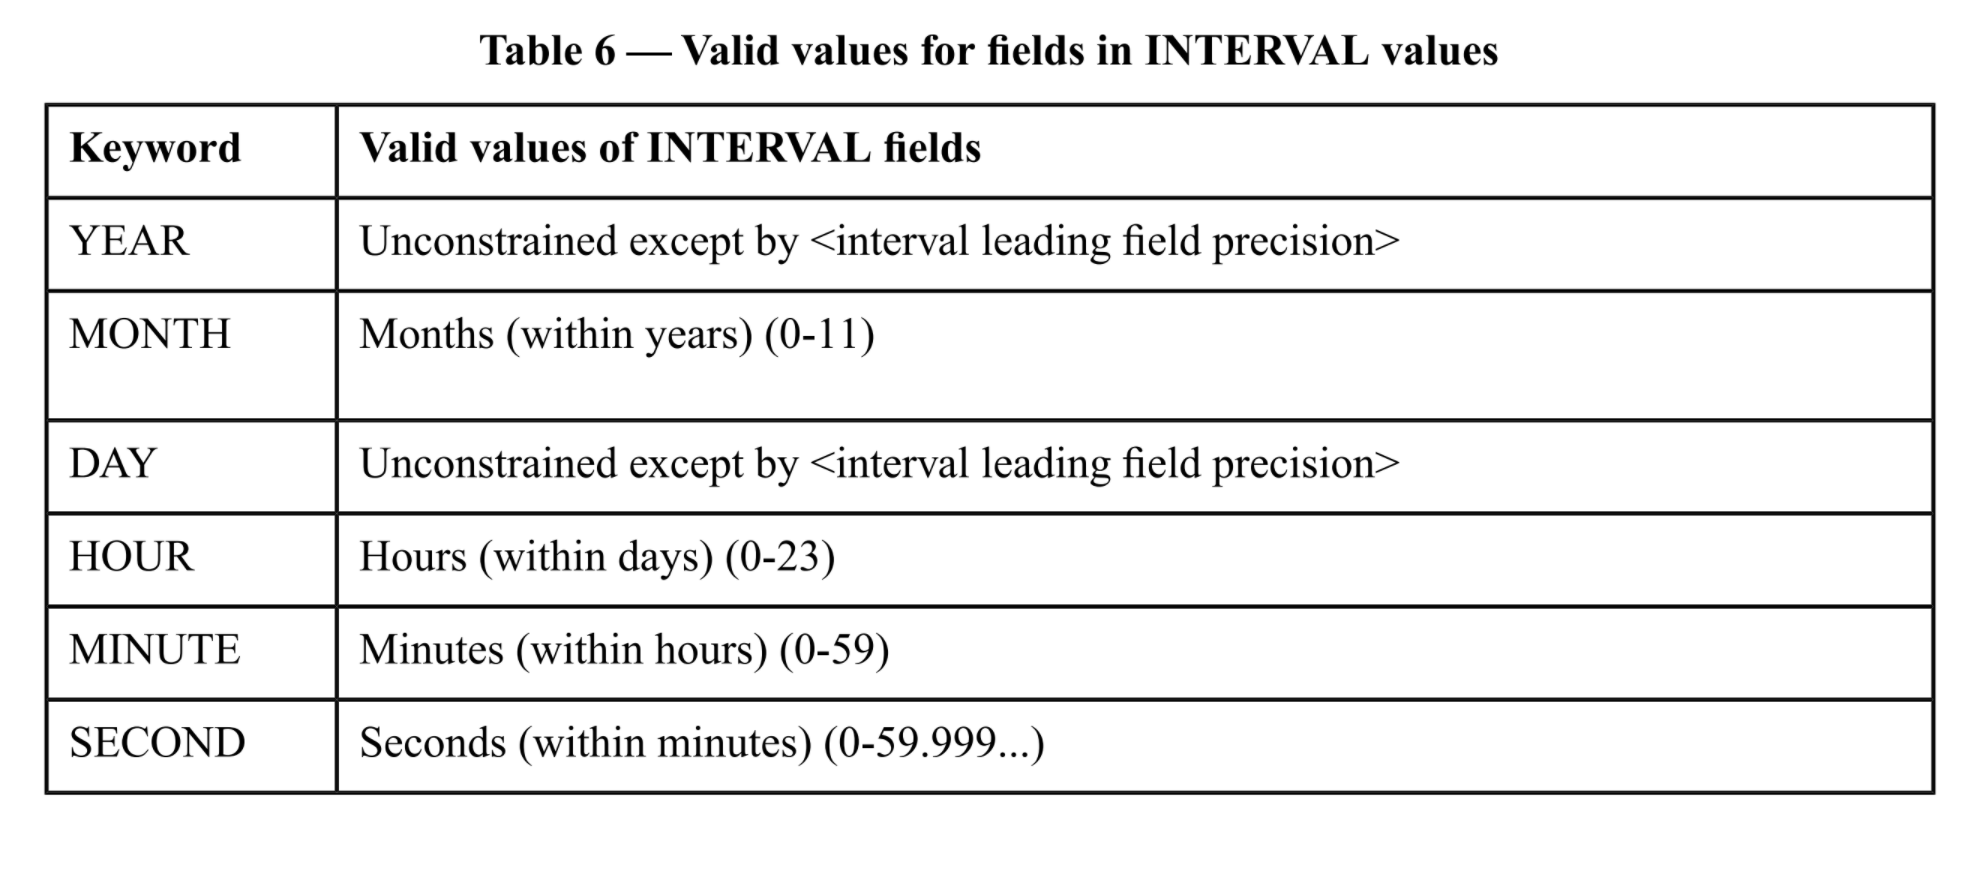 Table 6 — Valid values for fields in INTERVAL values
Keyword Valid values of INTERVAL fields
YEAR Unconstrained except by <interval leading field precision>
MONTH Months (within years) (0-11)
DAY Unconstrained except by <interval leading field precision>
HOUR Hours (within days) (0-23)
MINUTE Minutes (within hours) (0-59)
SECOND Seconds (within minutes) (0-59.999...)